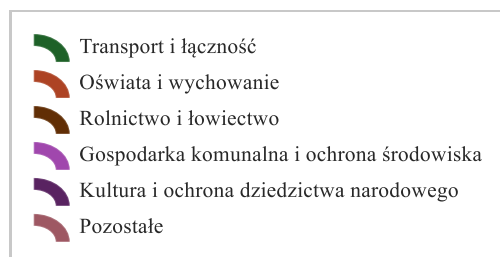 Transport i łączność
Oświata i wychowanie
Rolnictwo i łowiectwo
Gospodarka komunalna i ochrona środowiska
Kultura i ochrona dziedzictwa narodowego
Pozostałe